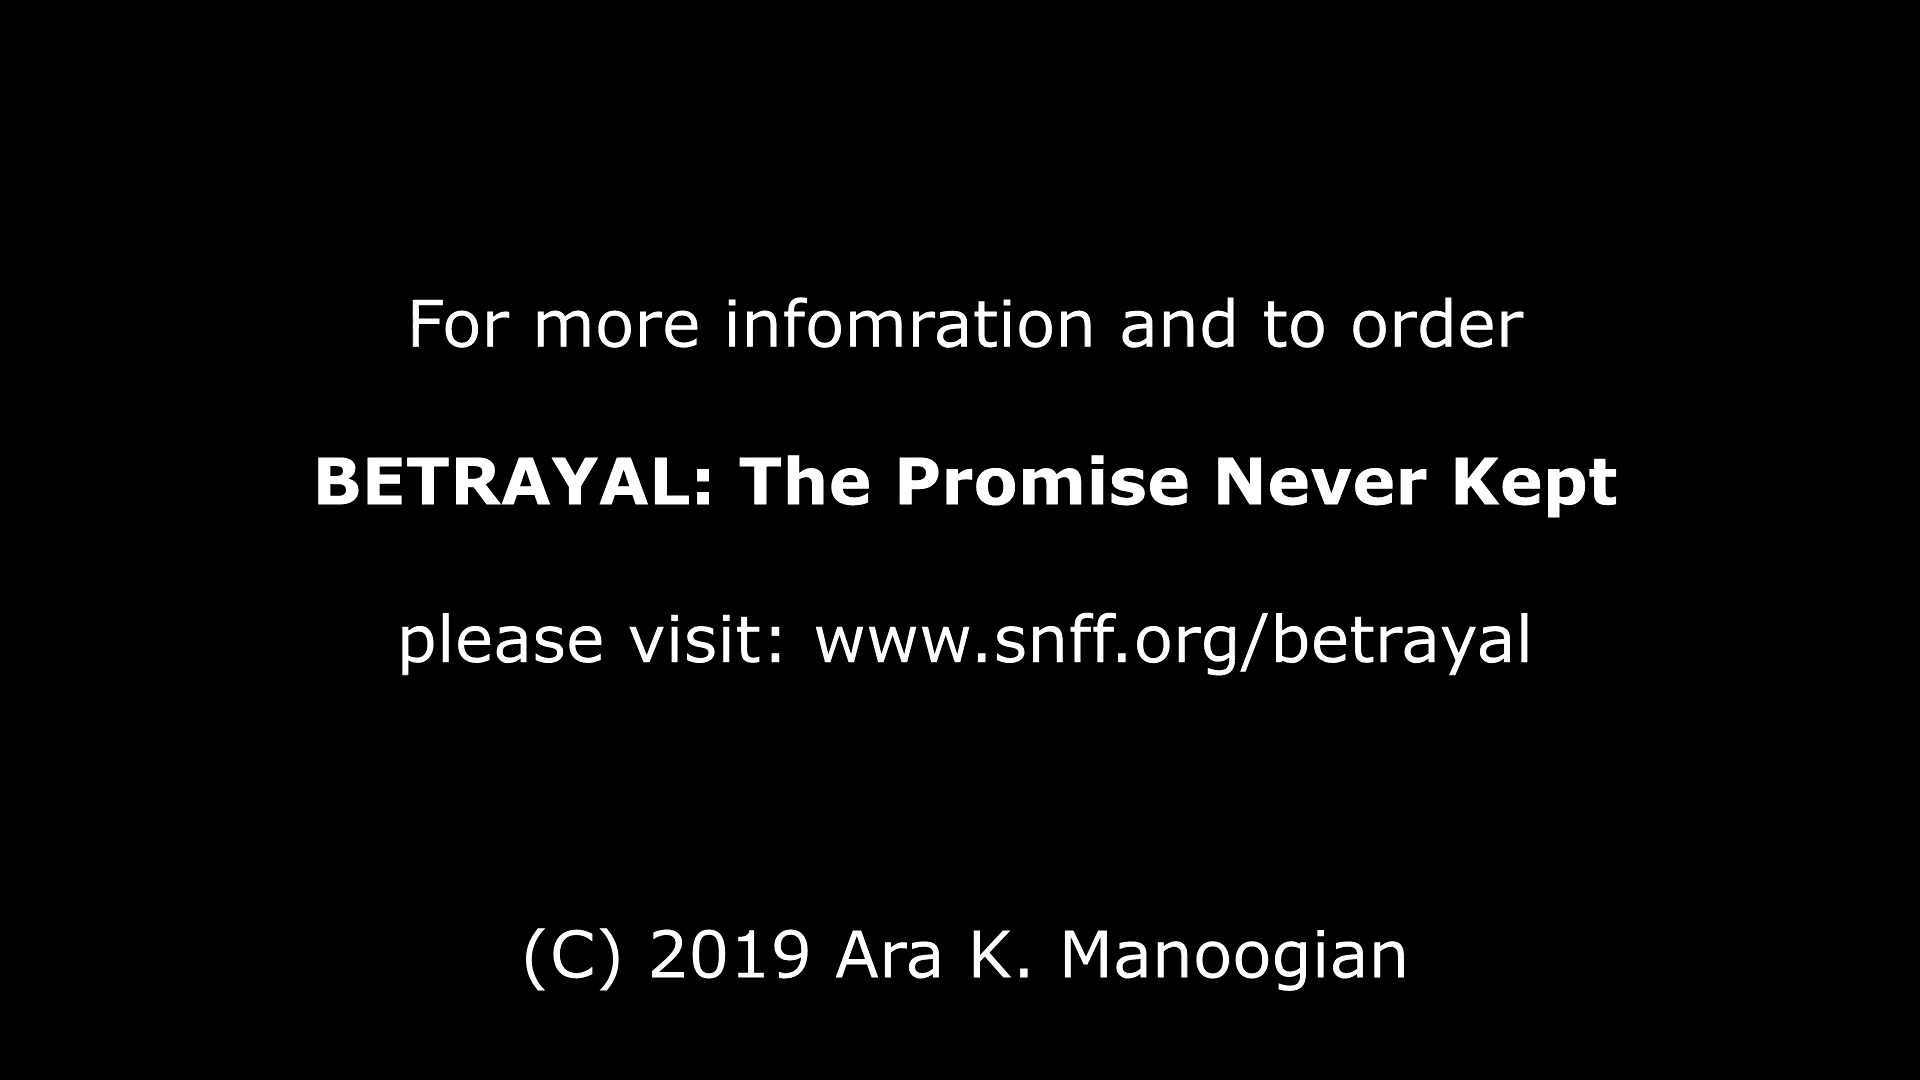 For more infomration and to order
BETRAYAL: The Promise Never Kept
please visit: www.snff.org/betrayal
(C) 2019 Ara K. Manoogian